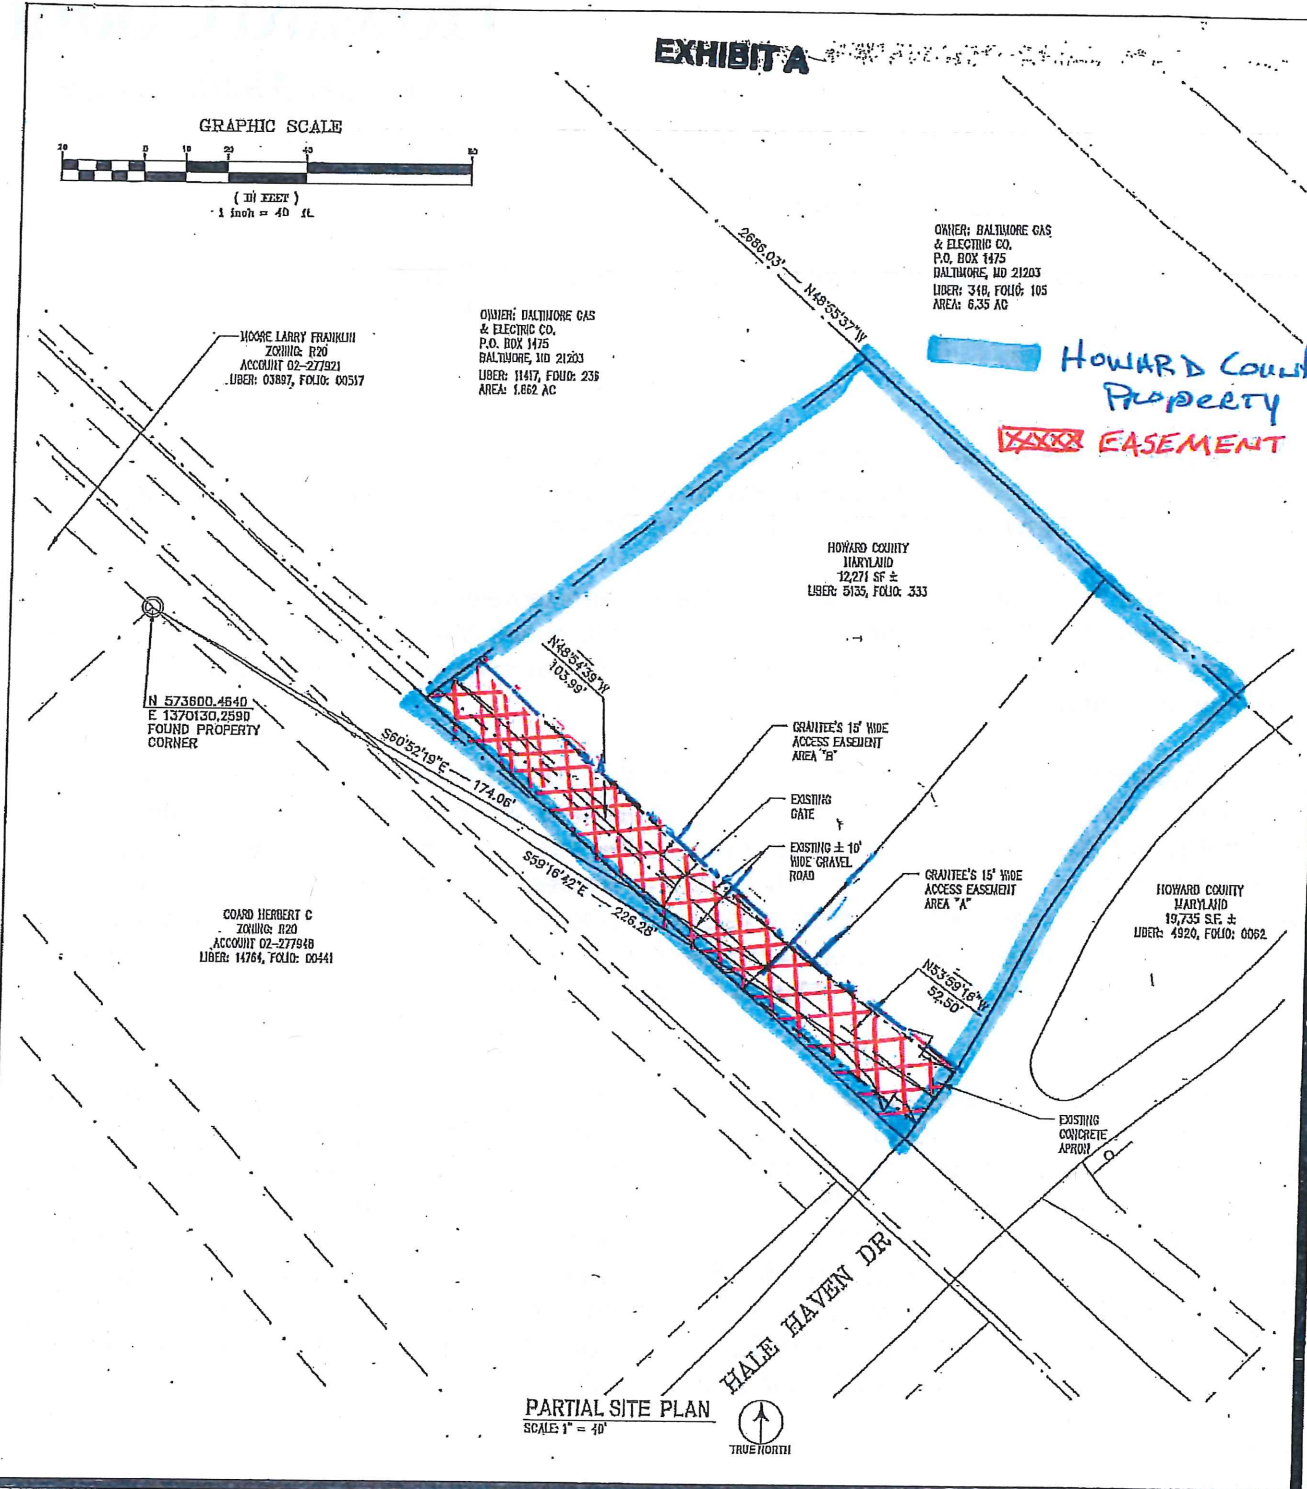 EXHIBIT A
GRAPHIC SCALE
20 0 10 20 40 80
( IN FEET )
1 inch = 40 ft.
2686.03'
N48°55'37"W
OWNER: BALTIMORE GAS
& ELECTRIC CO.
P.O. BOX 1475
BALTIMORE, MD 21203
LIBER: 318, FOLIO: 105
AREA: 6.35 AC
HOWARD COUNT
PROPERTY
EASEMENT
OWNER: BALTIMORE GAS
& ELECTRIC CO.
P.O. BOX 1475
BALTIMORE, MD 21203
LIBER: 11417, FOLIO: 236
AREA: 1.662 AC
MOORE LARRY FRANKLIN
ZONING: R20
ACCOUNT 02-277921
LIBER: 03897, FOLIO: 00517
HOWARD COUNTY
MARYLAND
12,271 SF ±
LIBER: 5135, FOLIO: 333
N 573600.4640
E 1370130.2590
FOUND PROPERTY
CORNER
N48°54'39"W
103.99'
S60°52'19"E
174.06'
S59°16'42"E
226.28'
GRANTEE'S 15' WIDE
ACCESS EASEMENT
AREA "B"
EXISTING
GATE
EXISTING ± 10'
WIDE GRAVEL
ROAD
GRANTEE'S 15' WIDE
ACCESS EASEMENT
AREA "A"
HOWARD COUNTY
MARYLAND
19,735 S.F. ±
LIBER: 4920, FOLIO: 0062
COARD HERBERT C
ZONING: R20
ACCOUNT 02-277948
LIBER: 14764, FOLIO: 00441
N53°59'16"W
52.50'
EXISTING
CONCRETE
APRON
HALE HAVEN DR
PARTIAL SITE PLAN
SCALE: 1" = 40'
TRUE NORTH